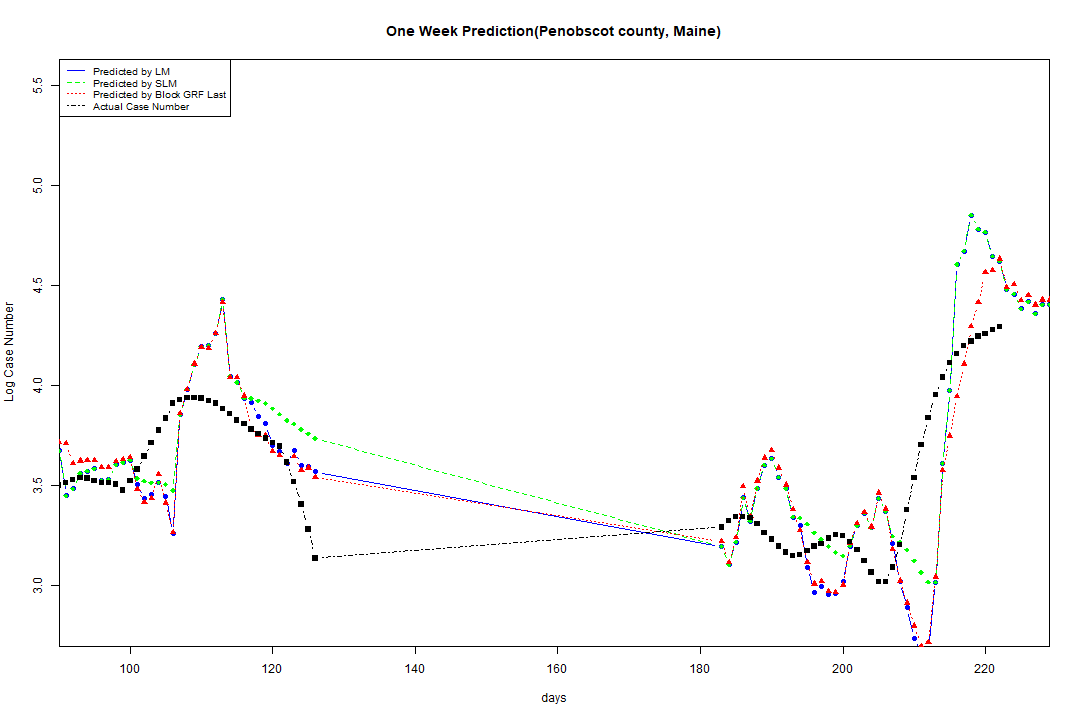 One Week Prediction(Penobscot county, Maine)
Predicted by LM
Predicted by SLM
Predicted by Block GRF Last
Actual Case Number
5.5
5.0
4.5
4.0
3.5
3.0
Log Case Number
100 120 140 160 180 200 220
days